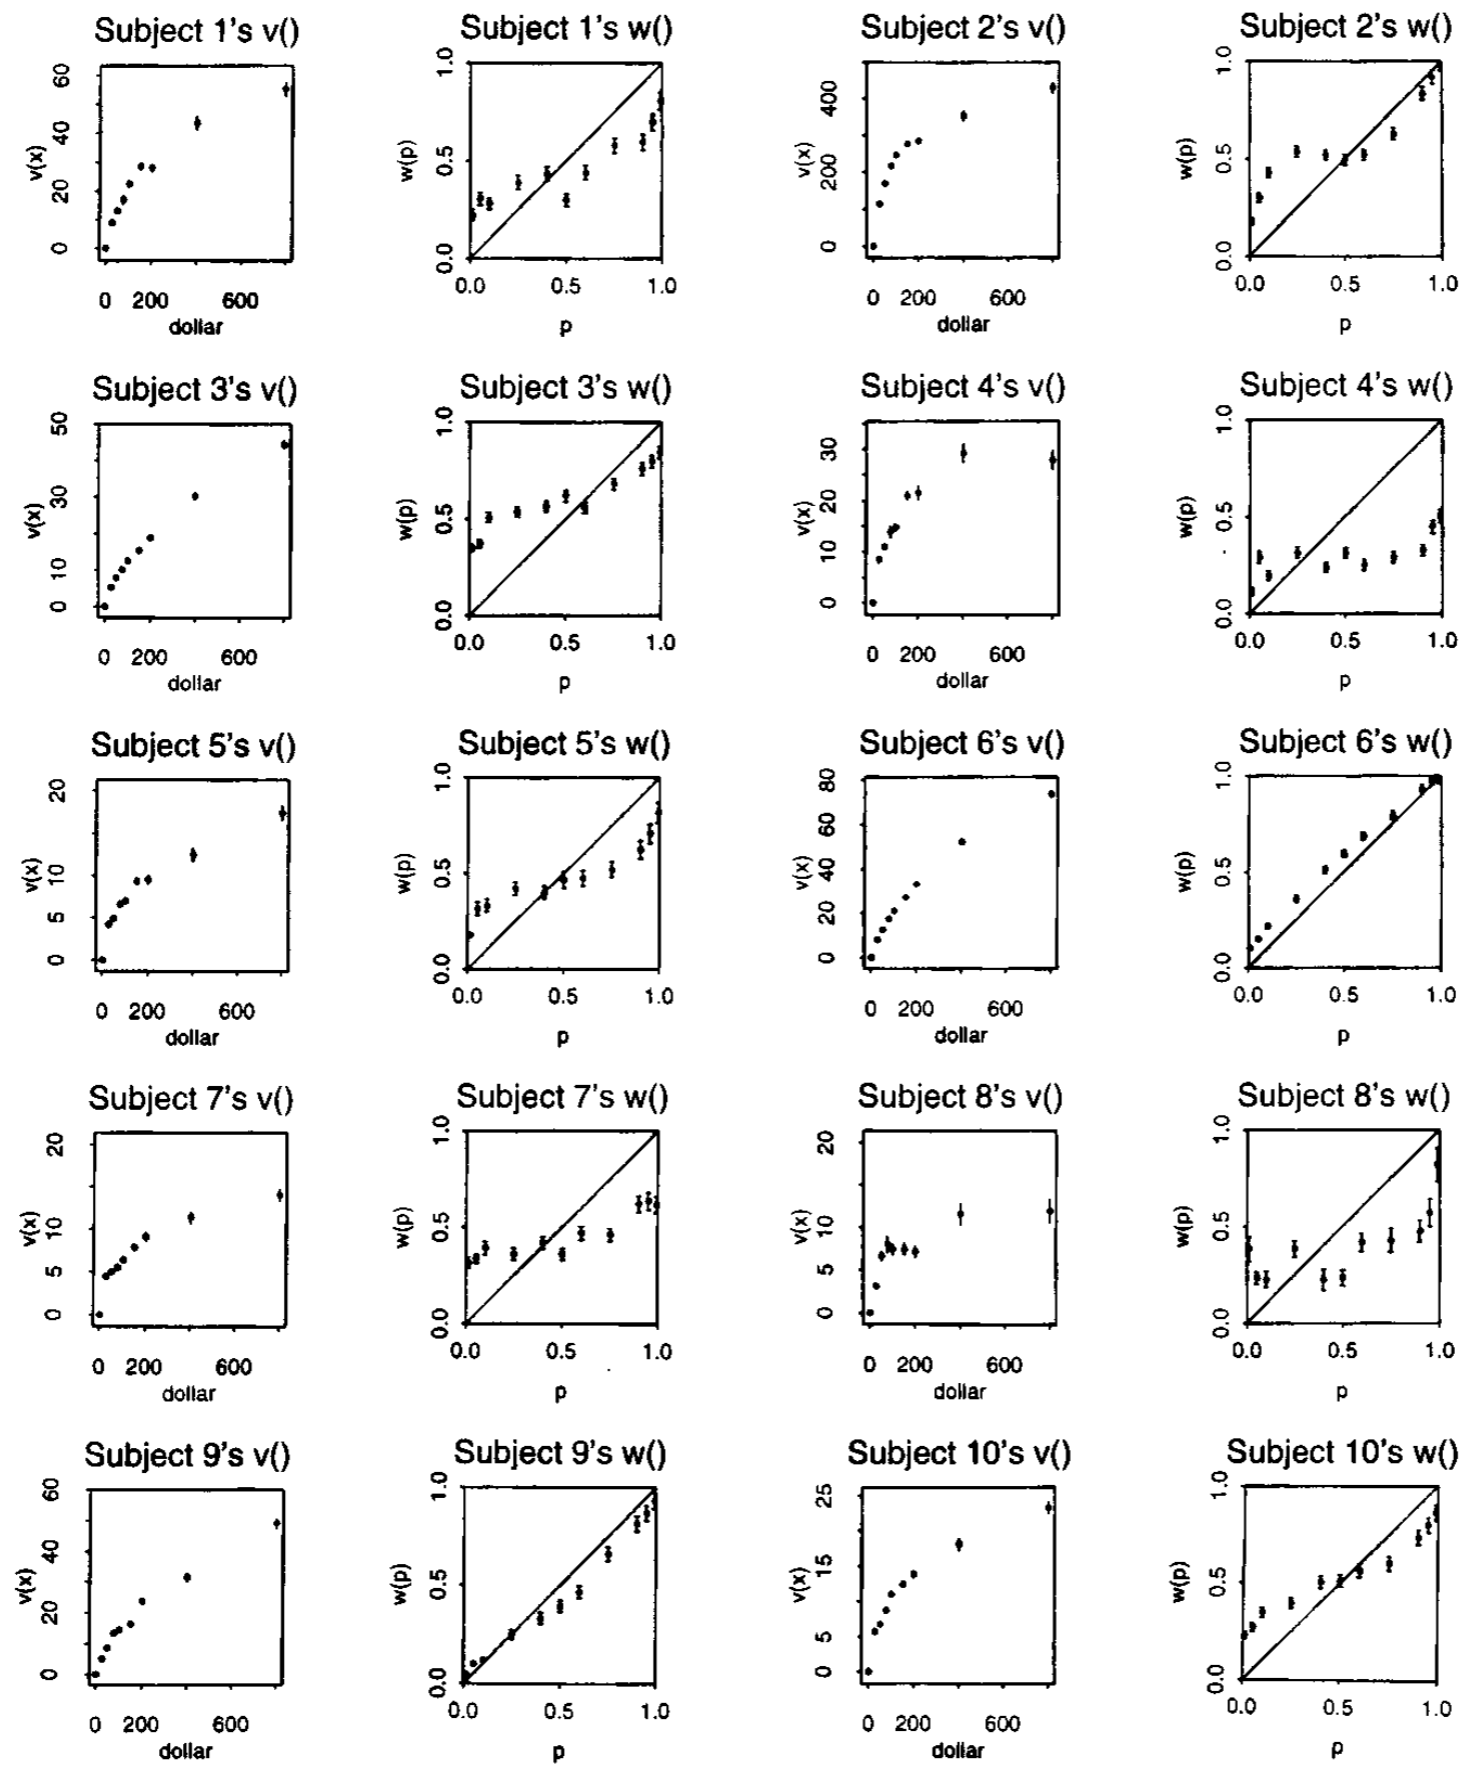 Subject 1's v() Subject 1's w() Subject 2's v() Subject 2's w()
v(x) 0 20 40 60
0 200 600
dollar
w(p) 0.0 0.5 1.0
0.0 0.5 1.0
p
v(x) 0 200 400
0 200 600
dollar
w(p) 0.0 0.5 1.0
0.0 0.5 1.0
p
Subject 3's v() Subject 3's w() Subject 4's v() Subject 4's w()
v(x) 0 10 30 50
0 200 600
dollar
w(p) 0.0 0.5 1.0
0.0 0.5 1.0
p
v(x) 0 10 20 30
0 200 600
dollar
w(p) 0.0 0.5 1.0
0.0 0.5 1.0
p
Subject 5's v() Subject 5's w() Subject 6's v() Subject 6's w()
v(x) 0 5 10 20
0 200 600
dollar
w(p) 0.0 0.5 1.0
0.0 0.5 1.0
p
v(x) 0 20 40 60 80
0 200 600
dollar
w(p) 0.0 0.5 1.0
0.0 0.5 1.0
p
Subject 7's v() Subject 7's w() Subject 8's v() Subject 8's w()
v(x) 0 5 10 20
0 200 600
dollar
w(p) 0.0 0.5 1.0
0.0 0.5 1.0
p
v(x) 0 5 10 20
0 200 600
dollar
w(p) 0.0 0.5 1.0
0.0 0.5 1.0
p
Subject 9's v() Subject 9's w() Subject 10's v() Subject 10's w()
v(x) 0 20 40 60
0 200 600
dollar
w(p) 0.0 0.5 1.0
0.0 0.5 1.0
p
v(x) 0 5 15 25
0 200 600
dollar
w(p) 0.0 0.5 1.0
0.0 0.5 1.0
p